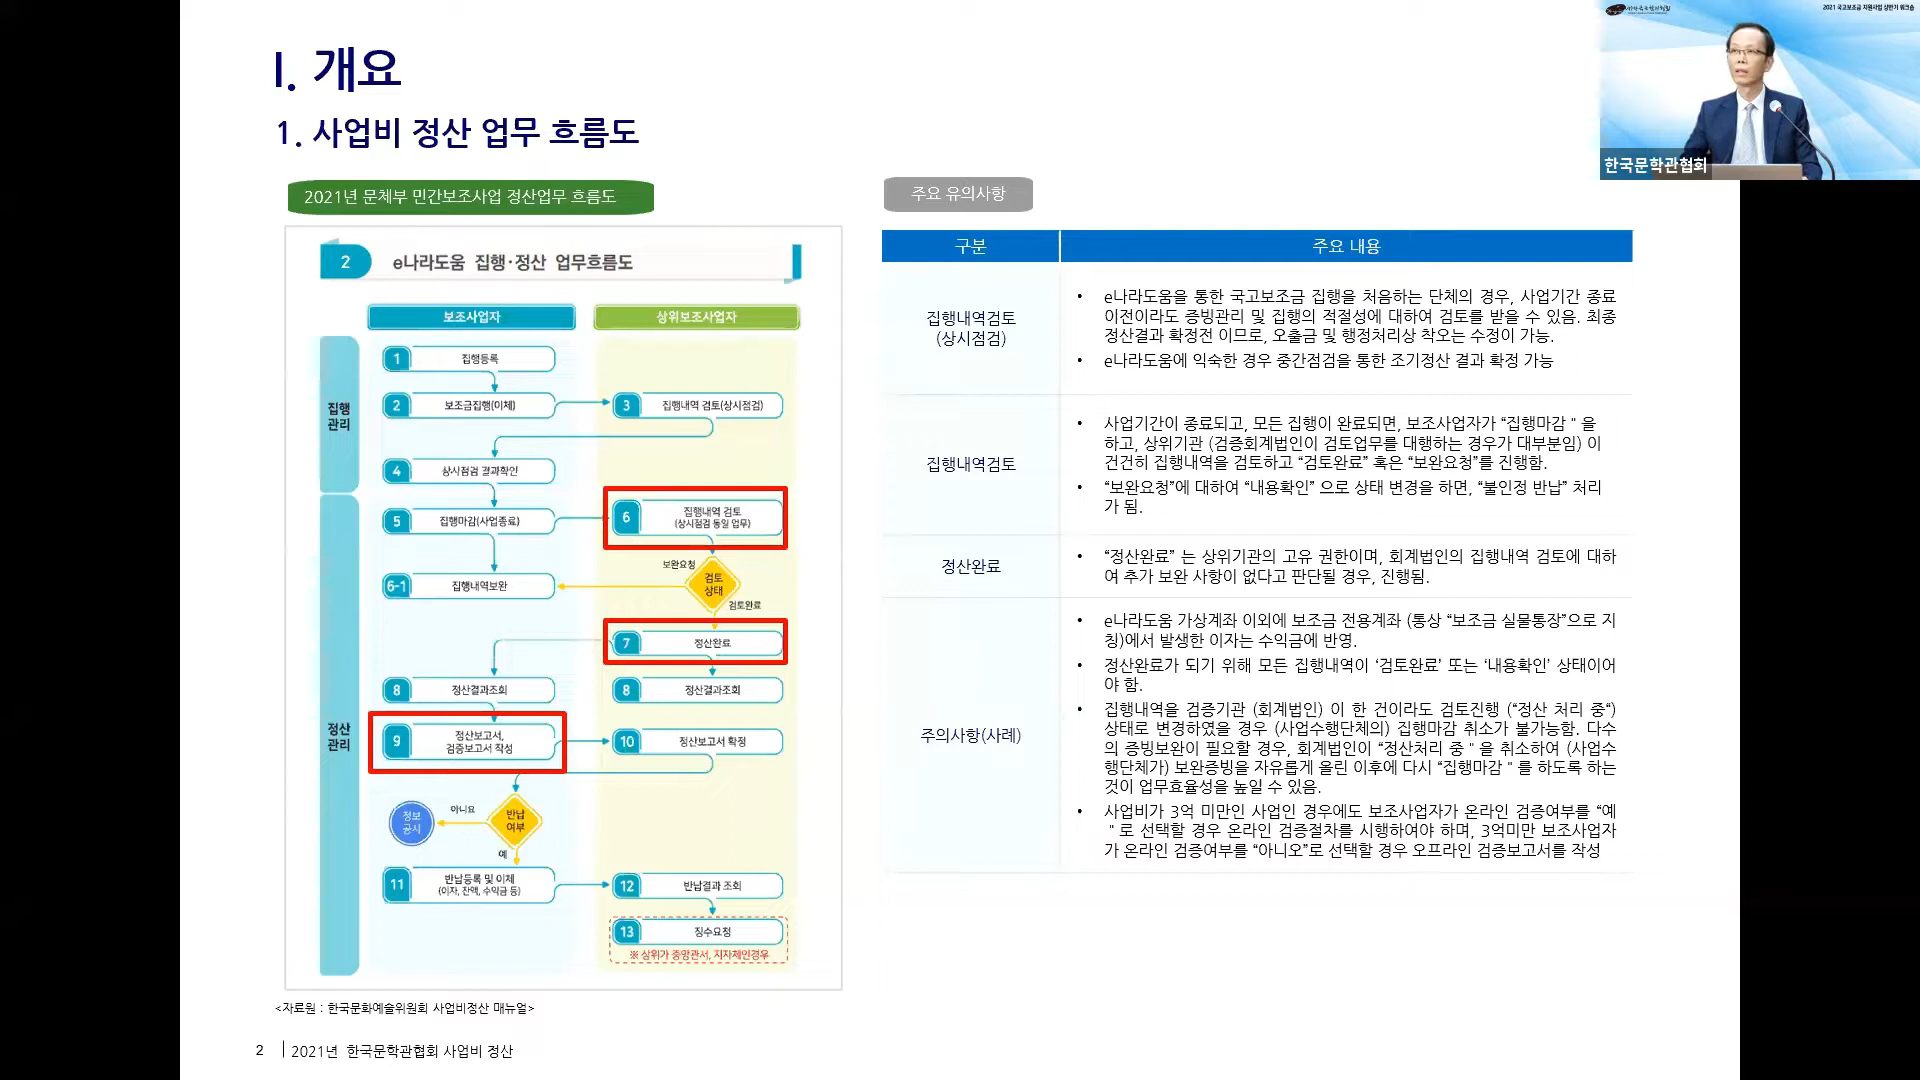 I. 개요
1. 사업비 정산 업무 흐름도
2021 국고보조금 지원사업 상반기 워크숍
한국문학관협회
2021년 문체부 민간보조사업 정산업무 흐름도
2
e나라도움 집행·정산 업무흐름도
보조사업자
상위보조사업자
집행
관리
1
집행등록
2
보조금집행(이체)
3
집행내역 검토(상시점검)
4
상시점검 결과확인
정산
관리
5
집행마감(사업종료)
6
집행내역 검토
(상시점검 동일 업무)
보완요청
검토
상태
6-1
집행내역보완
검토완료
7
정산완료
8
정산결과조회
8
정산결과조회
9
정산보고서,
검증보고서 작성
10
정산보고서 확정
정보
공시
아니요
반납
여부
예
11
반납등록 및 이체
(이자, 잔액, 수익금 등)
12
반납결과 조회
13
징수요청
※ 상위가 중앙관서, 지자체인경우
<자료원 : 한국문화예술위원회 사업비정산 매뉴얼>
주요 유의사항
구분
주요 내용
집행내역검토
(상시점검)
• e나라도움을 통한 국고보조금 집행을 처음하는 단체의 경우, 사업기간 종료
이전이라도 증빙관리 및 집행의 적절성에 대하여 검토를 받을 수 있음. 최종
정산결과 확정전 이므로, 오출금 및 행정처리상 착오는 수정이 가능.
• e나라도움에 익숙한 경우 중간점검을 통한 조기정산 결과 확정 가능
집행내역검토
• 사업기간이 종료되고, 모든 집행이 완료되면, 보조사업자가 “집행마감 " 을
하고, 상위기관 (검증회계법인이 검토업무를 대행하는 경우가 대부분임) 이
건건히 집행내역을 검토하고 “검토완료” 혹은 “보완요청”를 진행함.
• “보완요청”에 대하여 “내용확인” 으로 상태 변경을 하면, “불인정 반납” 처리
가 됨.
정산완료
• “정산완료” 는 상위기관의 고유 권한이며, 회계법인의 집행내역 검토에 대하
여 추가 보완 사항이 없다고 판단될 경우, 진행됨.
주의사항(사례)
• e나라도움 가상계좌 이외에 보조금 전용계좌 (통상 “보조금 실물통장”으로 지
칭)에서 발생한 이자는 수익금에 반영.
• 정산완료가 되기 위해 모든 집행내역이 ‘검토완료’ 또는 ‘내용확인’ 상태이어
야 함.
• 집행내역을 검증기관 (회계법인) 이 한 건이라도 검토진행 (“정산 처리 중“)
상태로 변경하였을 경우 (사업수행단체의) 집행마감 취소가 불가능함. 다수
의 증빙보완이 필요할 경우, 회계법인이 “정산처리 중 " 을 취소하여 (사업수
행단체가) 보완증빙을 자유롭게 올린 이후에 다시 “집행마감 " 를 하도록 하는
것이 업무효율성을 높일 수 있음.
• 사업비가 3억 미만인 사업인 경우에도 보조사업자가 온라인 검증여부를 “예
" 로 선택할 경우 온라인 검증절차를 시행하여야 하며, 3억미만 보조사업자
가 온라인 검증여부를 “아니오”로 선택할 경우 오프라인 검증보고서를 작성
2
2021년 한국문학관협회 사업비 정산